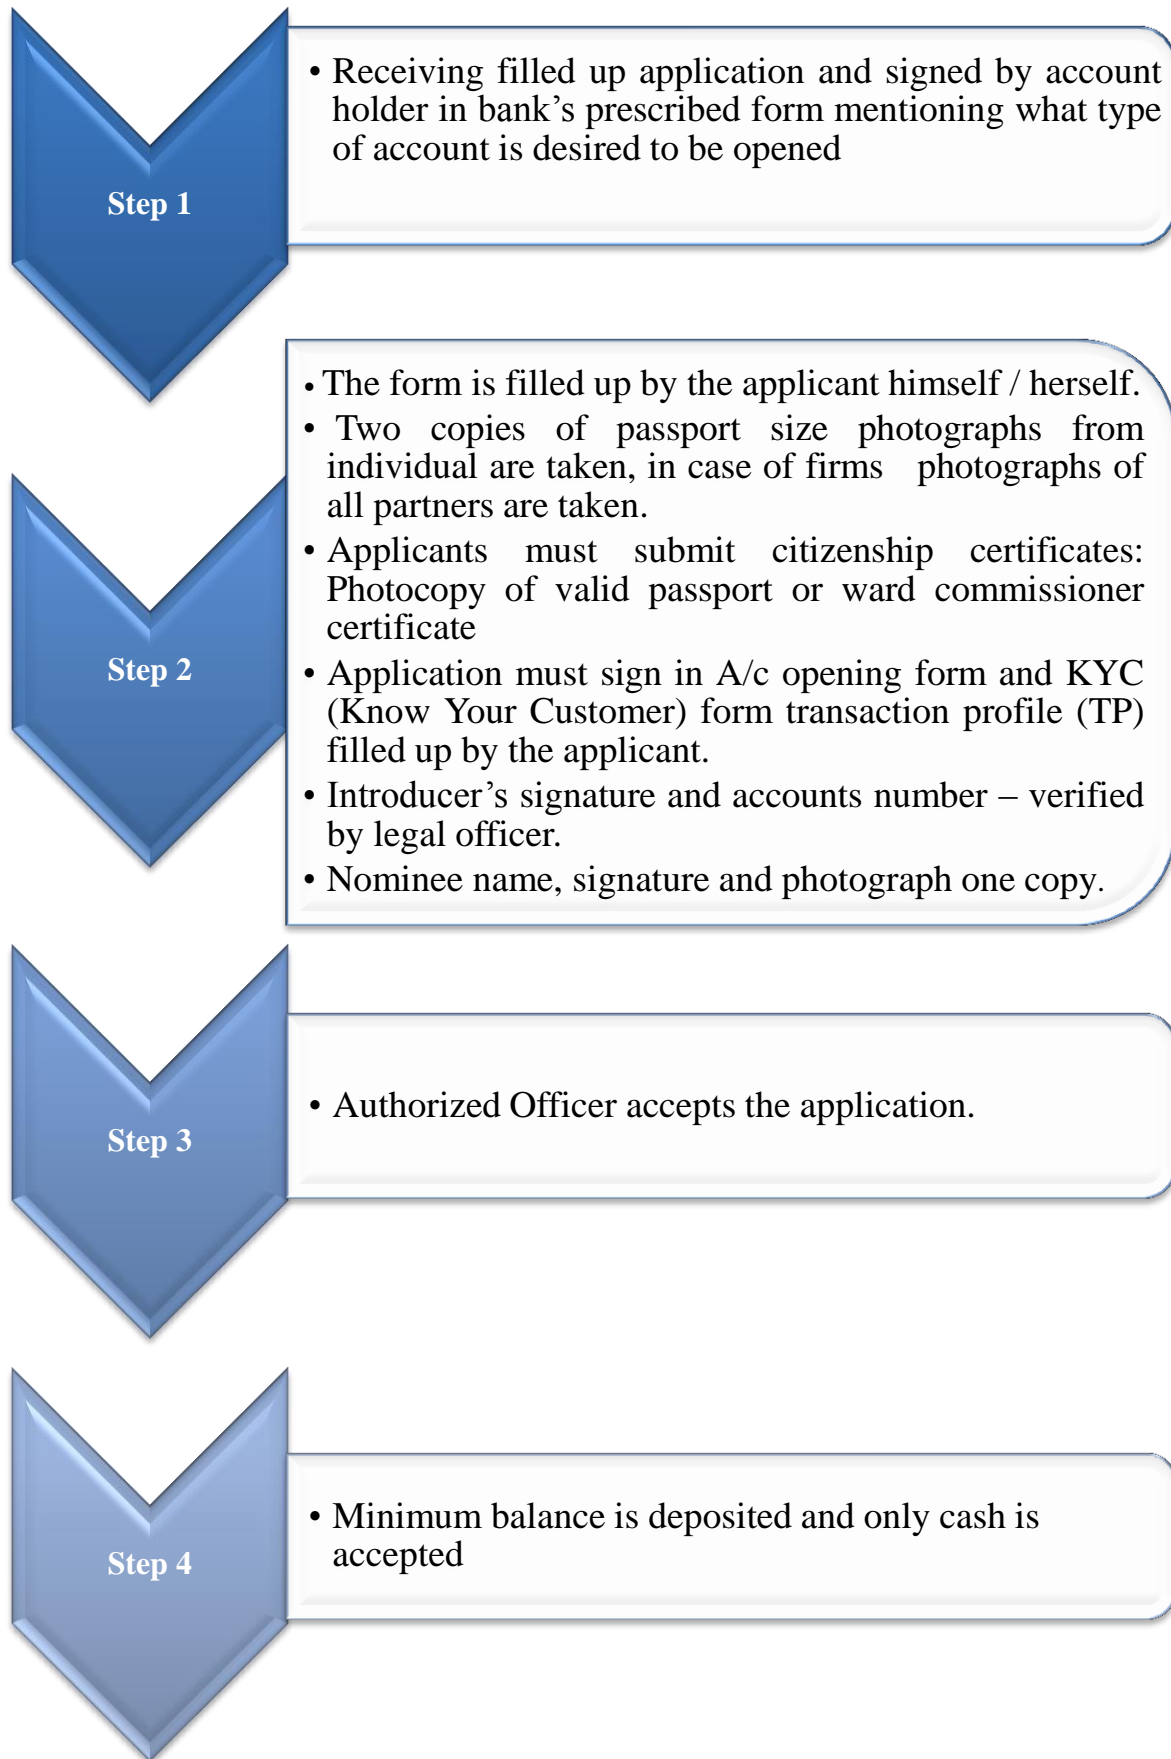 Step 1
• Receiving filled up application and signed by account
holder in bank’s prescribed form mentioning what type
of account is desired to be opened
Step 2
• The form is filled up by the applicant himself / herself.
• Two copies of passport size photographs from
individual are taken, in case of firms photographs of
all partners are taken.
• Applicants must submit citizenship certificates:
Photocopy of valid passport or ward commissioner
certificate
• Application must sign in A/c opening form and KYC
(Know Your Customer) form transaction profile (TP)
filled up by the applicant.
• Introducer’s signature and accounts number – verified
by legal officer.
• Nominee name, signature and photograph one copy.
Step 3
• Authorized Officer accepts the application.
Step 4
• Minimum balance is deposited and only cash is
accepted